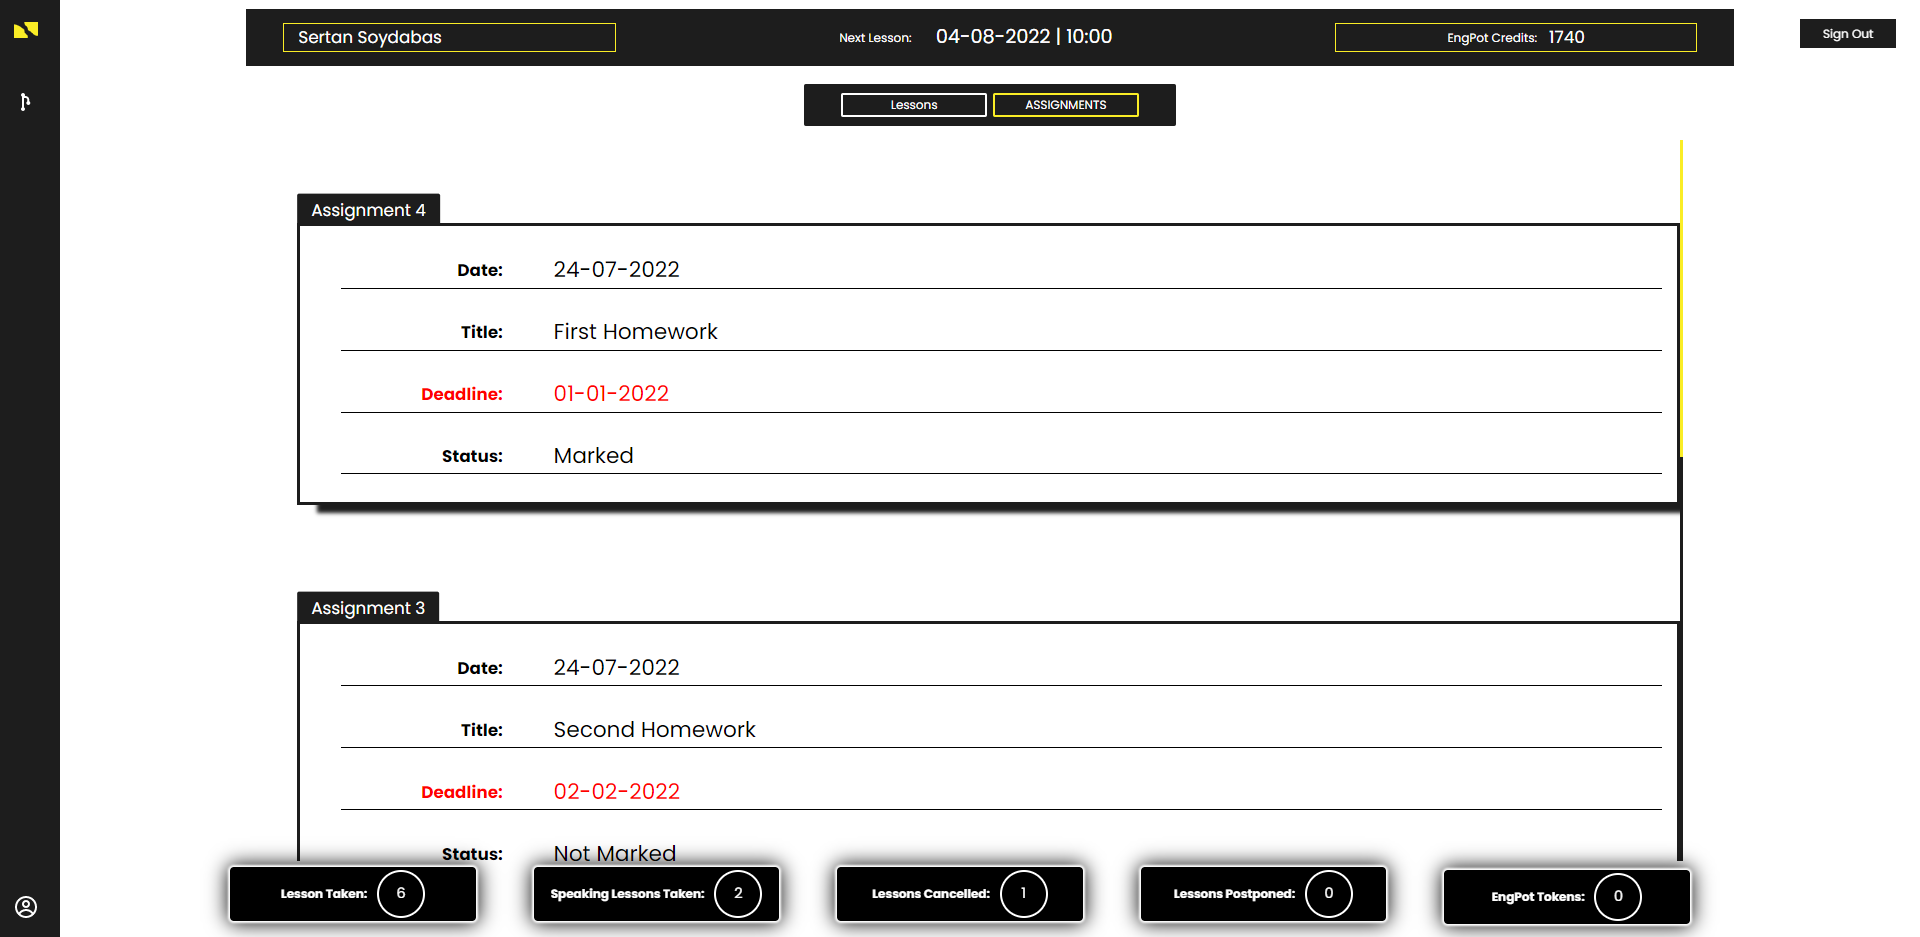 Sertan Soydabas
Next Lesson: 04-08-2022 | 10:00
EngPot Credits: 1740
Sign Out
Lessons
ASSIGNMENTS
Assignment 4
Date: 24-07-2022
Title: First Homework
Deadline: 01-01-2022
Status: Marked
Assignment 3
Date: 24-07-2022
Title: Second Homework
Deadline: 02-02-2022
Status: Not Marked
Lesson Taken: 6
Speaking Lessons Taken: 2
Lessons Cancelled: 1
Lessons Postponed: 0
EngPot Tokens: 0